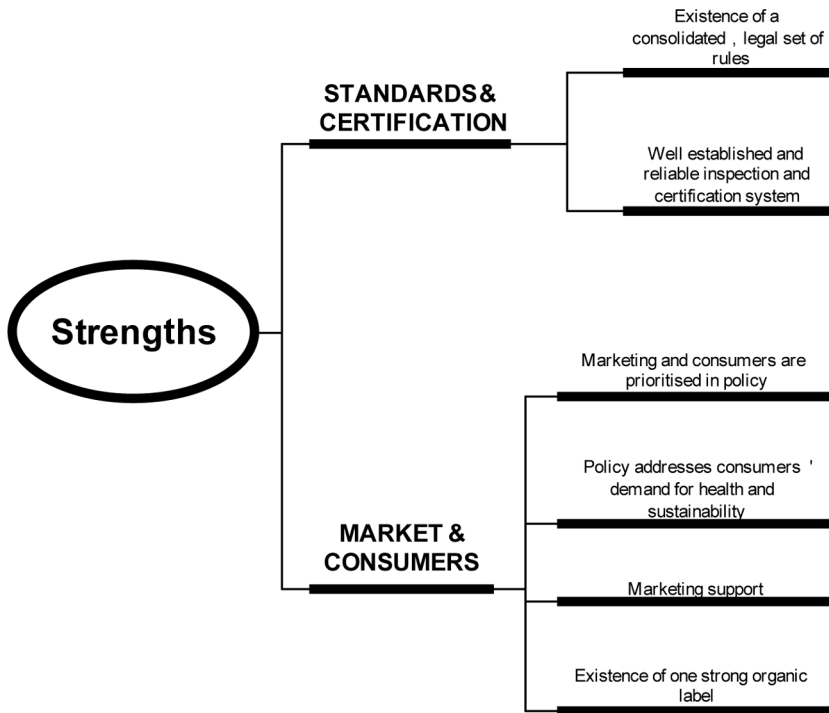 Existence of a
consolidated , legal set of
rules
STANDARDS &
CERTIFICATION
Well established and
reliable inspection and
certification system
Strengths
Marketing and consumers are
prioritised in policy
Policy addresses consumers '
demand for health and
sustainability
MARKET &
CONSUMERS
Marketing support
Existence of one strong organic
label